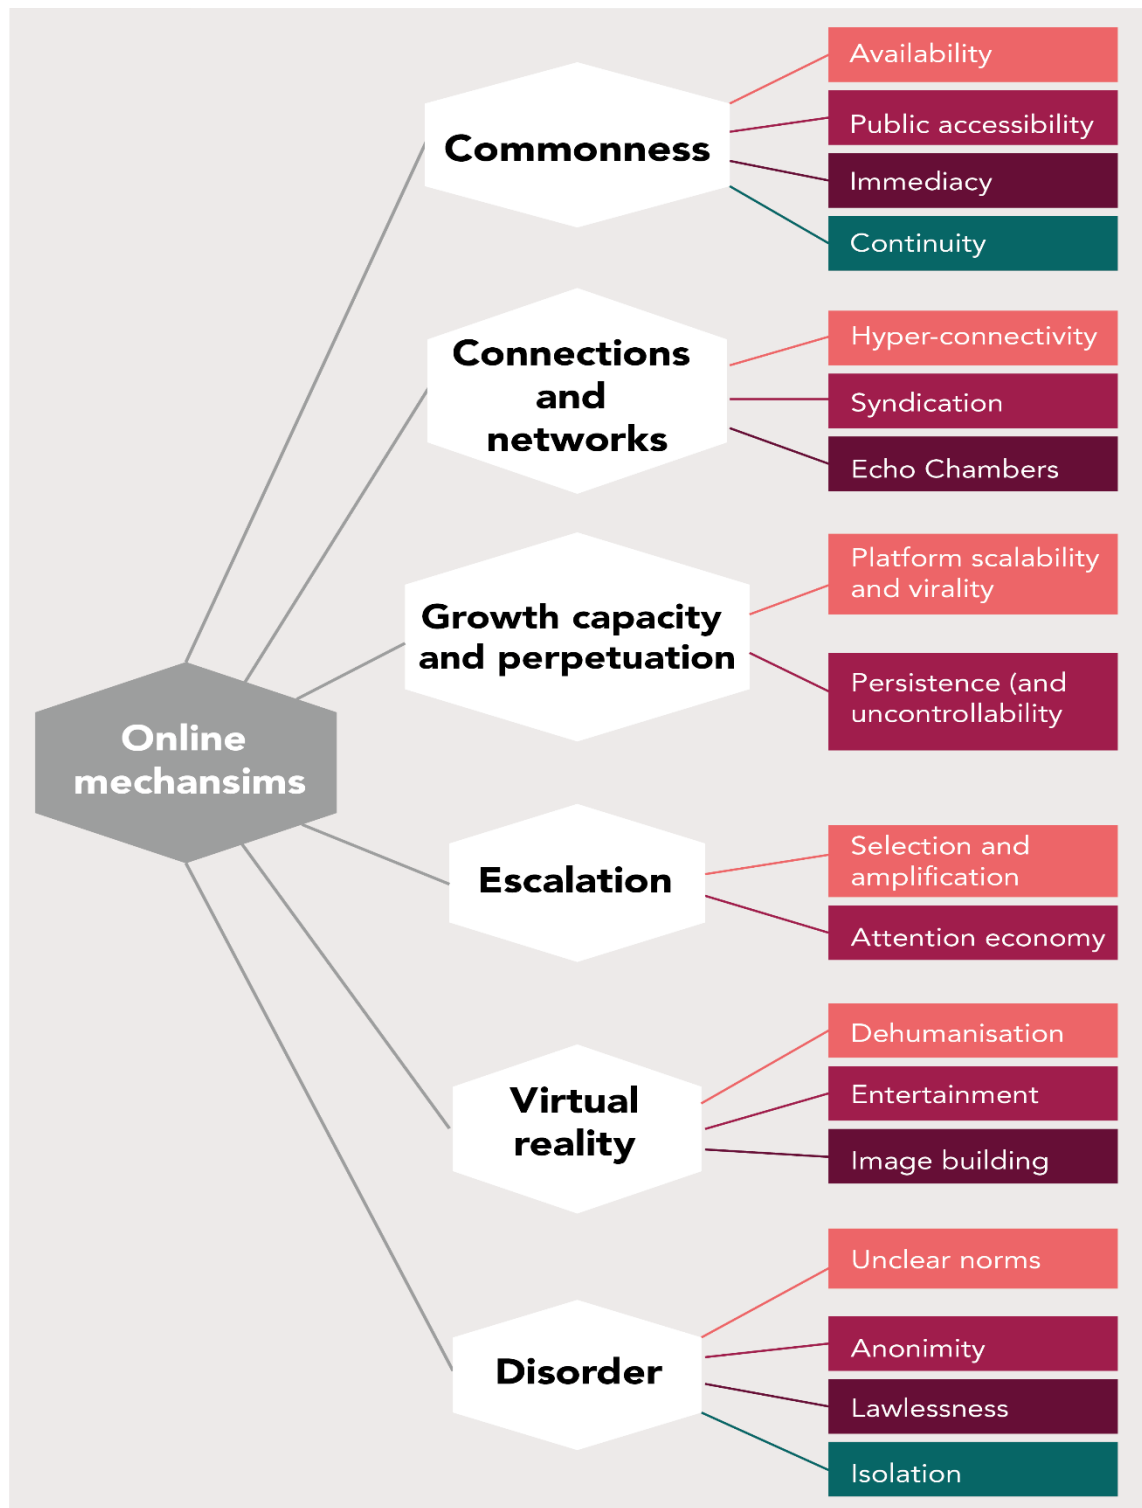 Availability
Commonness
Public accessibility
Immediacy
Continuity
Connections
and
networks
Hyper-connectivity
Syndication
Echo Chambers
Growth capacity
and perpetuation
Platform scalability
and virality
Persistence (and
uncontrollability
Online
mechansims
Escalation
Selection and
amplification
Attention economy
Virtual
reality
Dehumanisation
Entertainment
Image building
Disorder
Unclear norms
Anonimity
Lawlessness
Isolation